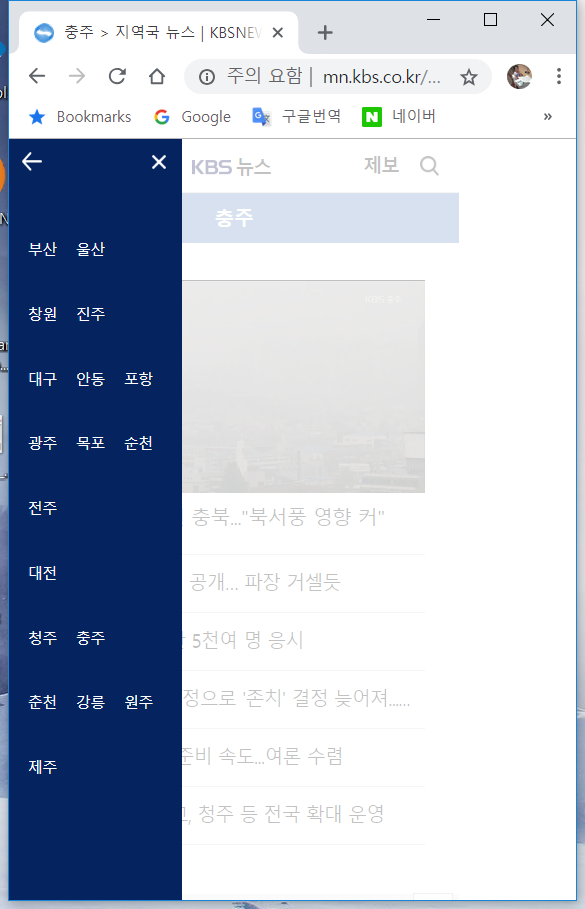 충주 > 지역국 뉴스 | KBSNEW
주의 요함 | mn.kbs.co.kr/...
Bookmarks Google 구글번역 네이버 »
KBS 뉴스 제보
충주
부산 울산
창원 진주
대구 안동 포항
광주 목포 순천
전주
대전
청주 충주
춘천 강릉 원주
제주
충북..."북서풍 영향 커"
공개... 파장 거셀듯
5천여 명 응시
정으로 '존치' 결정 늦어져......
준비 속도...여론 수렴
청주 등 전국 확대 운영